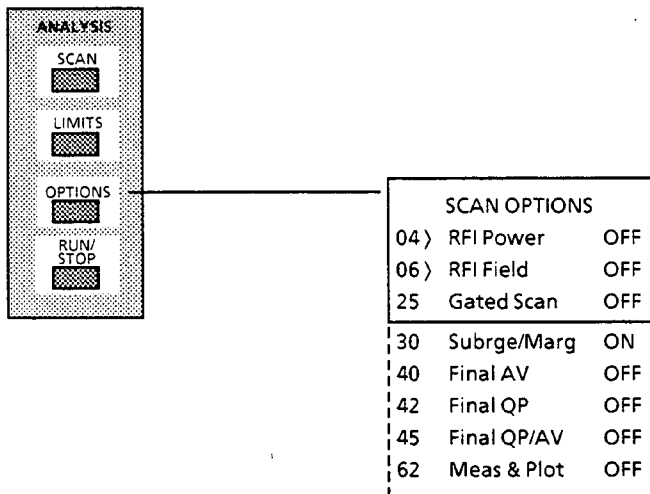 ANALYSIS
SCAN
LIMITS
OPTIONS
RUN/
STOP
SCAN OPTIONS
04 〉 RFI Power OFF
06 〉 RFI Field OFF
25 Gated Scan OFF
30 Subrge/Marg ON
40 Final AV OFF
42 Final QP OFF
45 Final QP/AV OFF
62 Meas & Plot OFF